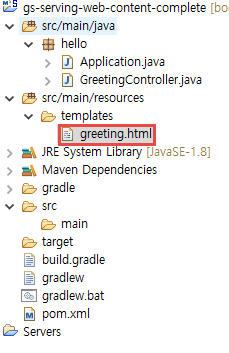 gs-serving-web-content-complete [bo
src/main/java
hello
Application.java
GreetingController.java
src/main/resources
templates
greeting.html
JRE System Library [JavaSE-1.8]
Maven Dependencies
gradle
src
main
target
build.gradle
gradlew
gradlew.bat
pom.xml
Servers